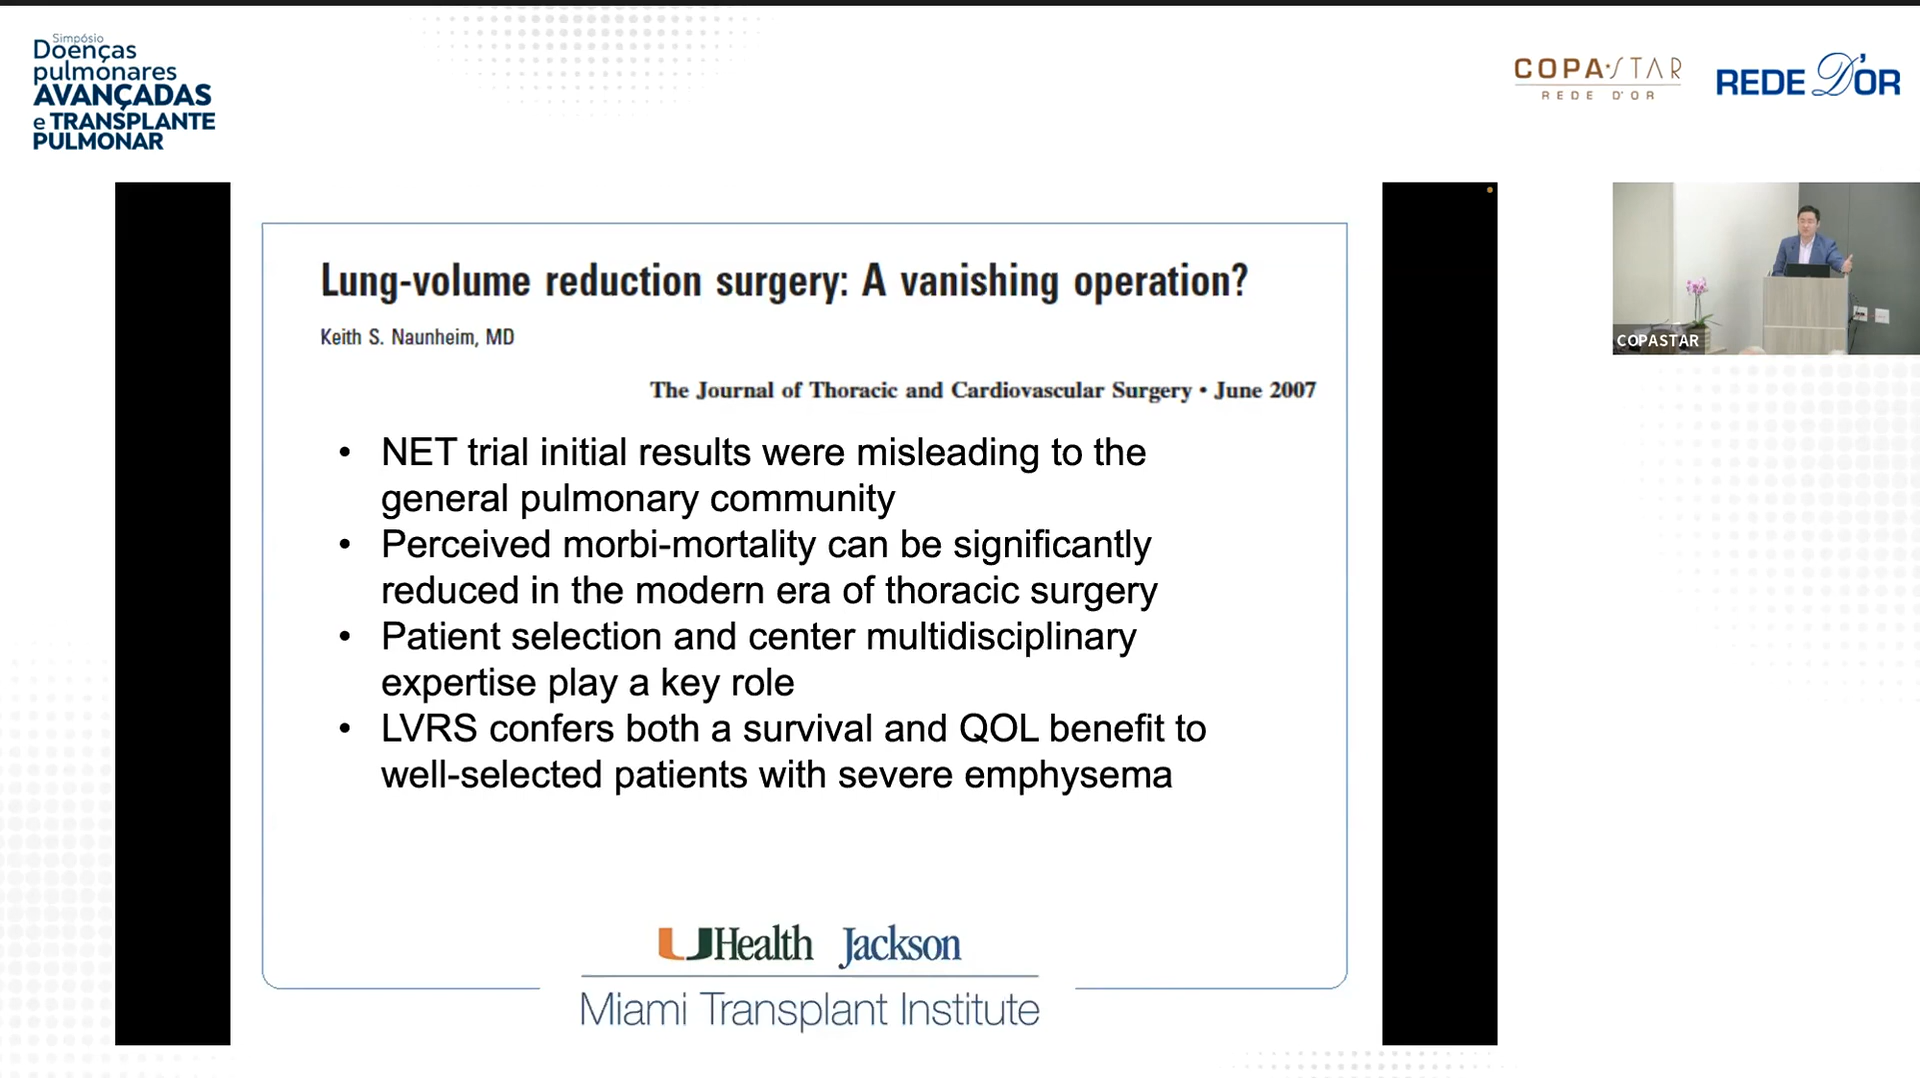 Simpósio
Doenças
pulmonares
AVANÇADAS
e TRANSPLANTE
PULMONAR
COPA·STAR
REDE D'OR
REDE D'OR
Lung-volume reduction surgery: A vanishing operation?
Keith S. Naunheim, MD
The Journal of Thoracic and Cardiovascular Surgery • June 2007
• NET trial initial results were misleading to the
general pulmonary community
• Perceived morbi-mortality can be significantly
reduced in the modern era of thoracic surgery
• Patient selection and center multidisciplinary
expertise play a key role
• LVRS confers both a survival and QOL benefit to
well-selected patients with severe emphysema
UHealth Jackson
Miami Transplant Institute
COPASTAR